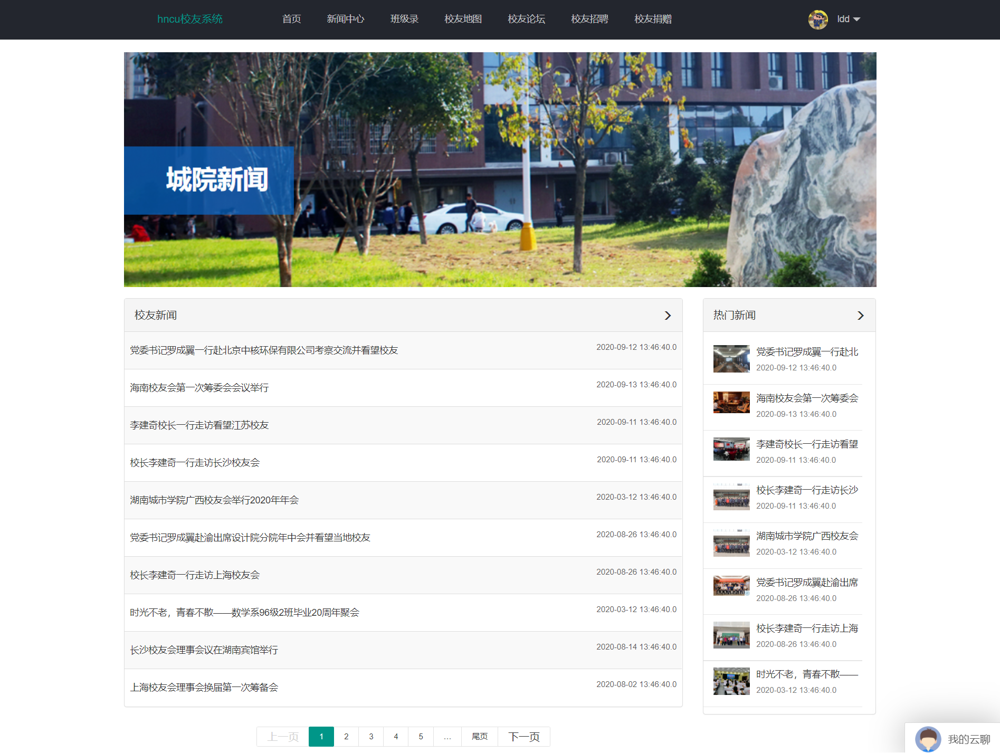 hncu校友系统 首页 新闻中心 班级录 校友地图 校友论坛 校友招聘 校友捐赠 ldd
城院新闻
校友新闻
党委书记罗成翼一行赴北京中核环保有限公司考察交流并看望校友 2020-09-12 13:46:40.0
海南校友会第一次筹委会会议举行 2020-09-13 13:46:40.0
李建奇校长一行走访看望江苏校友 2020-09-11 13:46:40.0
校长李建奇一行走访长沙校友会 2020-09-11 13:46:40.0
湖南城市学院广西校友会举行2020年年会 2020-03-12 13:46:40.0
党委书记罗成翼赴渝出席设计院分院年中会并看望当地校友 2020-08-26 13:46:40.0
校长李建奇一行走访上海校友会 2020-08-26 13:46:40.0
时光不老，青春不散——数学系96级2班毕业20周年聚会 2020-03-12 13:46:40.0
长沙校友会理事会议在湖南宾馆举行 2020-08-14 13:46:40.0
上海校友会理事会换届第一次筹备会 2020-08-02 13:46:40.0
热门新闻
党委书记罗成翼一行赴北
2020-09-12 13:46:40.0
海南校友会第一次筹委会
2020-09-13 13:46:40.0
李建奇校长一行走访看望
2020-09-11 13:46:40.0
校长李建奇一行走访长沙
2020-09-11 13:46:40.0
湖南城市学院广西校友会
2020-03-12 13:46:40.0
党委书记罗成翼赴渝出席
2020-08-26 13:46:40.0
校长李建奇一行走访上海
2020-08-26 13:46:40.0
时光不老，青春不散——
2020-03-12 13:46:40.0
上一页 1 2 3 4 5 … 尾页 下一页
我的云聊